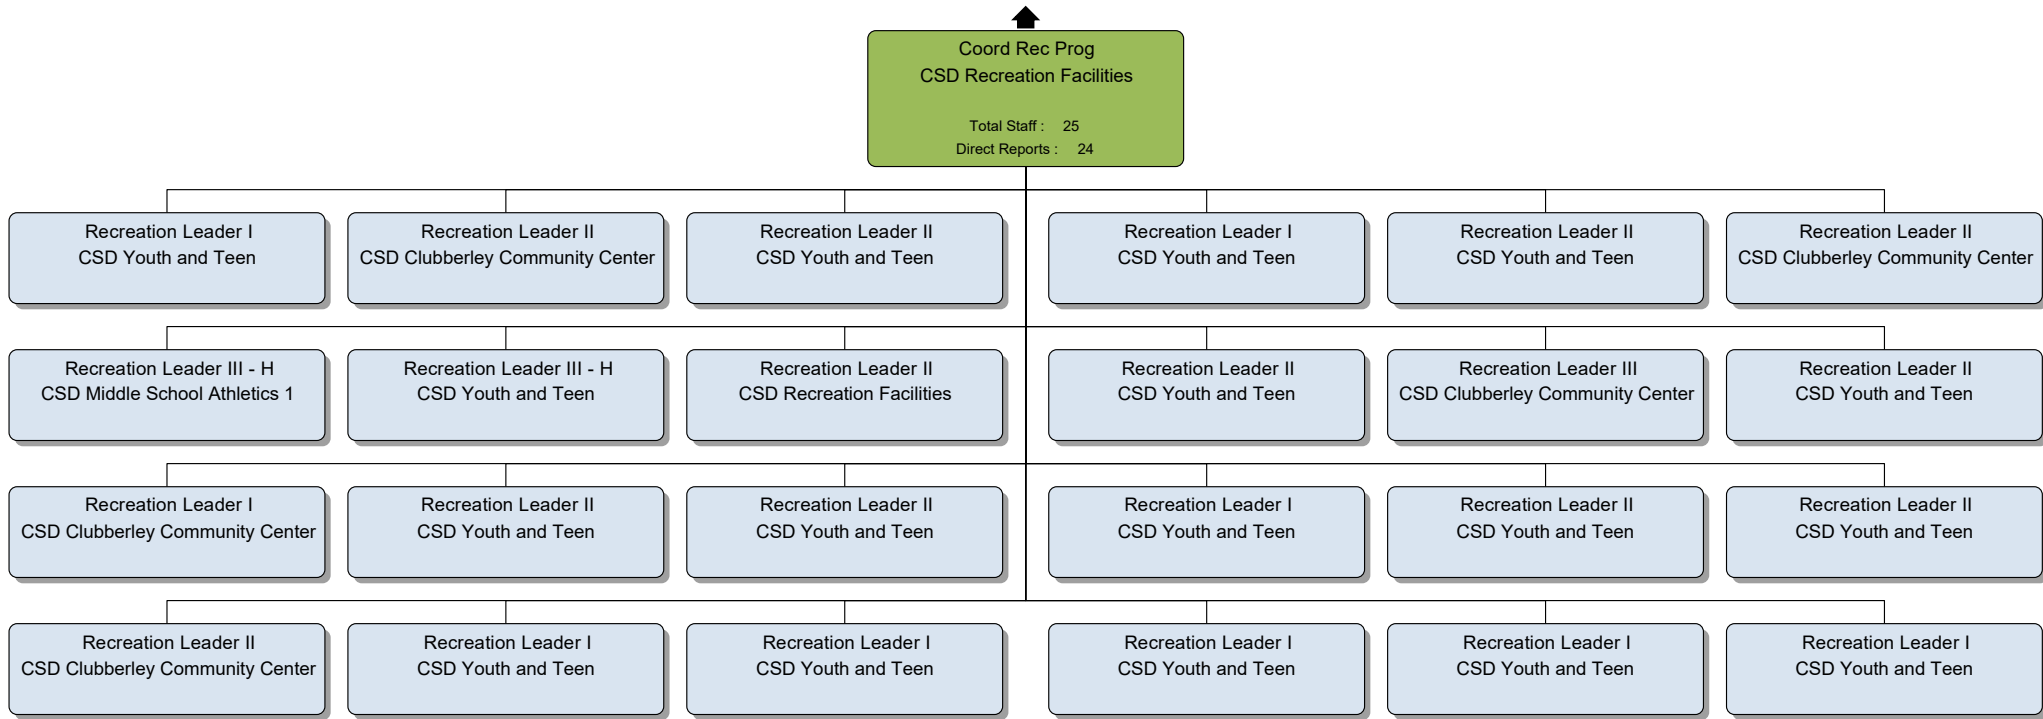 Coord Rec Prog
CSD Recreation Facilities
Total Staff : 25
Direct Reports : 24
Recreation Leader I
CSD Youth and Teen
Recreation Leader II
CSD Clubberley Community Center
Recreation Leader II
CSD Youth and Teen
Recreation Leader I
CSD Youth and Teen
Recreation Leader II
CSD Youth and Teen
Recreation Leader II
CSD Clubberley Community Center
Recreation Leader III - H
CSD Middle School Athletics 1
Recreation Leader III - H
CSD Youth and Teen
Recreation Leader II
CSD Recreation Facilities
Recreation Leader II
CSD Youth and Teen
Recreation Leader III
CSD Clubberley Community Center
Recreation Leader II
CSD Youth and Teen
Recreation Leader I
CSD Clubberley Community Center
Recreation Leader II
CSD Youth and Teen
Recreation Leader II
CSD Youth and Teen
Recreation Leader I
CSD Youth and Teen
Recreation Leader II
CSD Youth and Teen
Recreation Leader II
CSD Youth and Teen
Recreation Leader II
CSD Clubberley Community Center
Recreation Leader I
CSD Youth and Teen
Recreation Leader I
CSD Youth and Teen
Recreation Leader I
CSD Youth and Teen
Recreation Leader I
CSD Youth and Teen
Recreation Leader I
CSD Youth and Teen